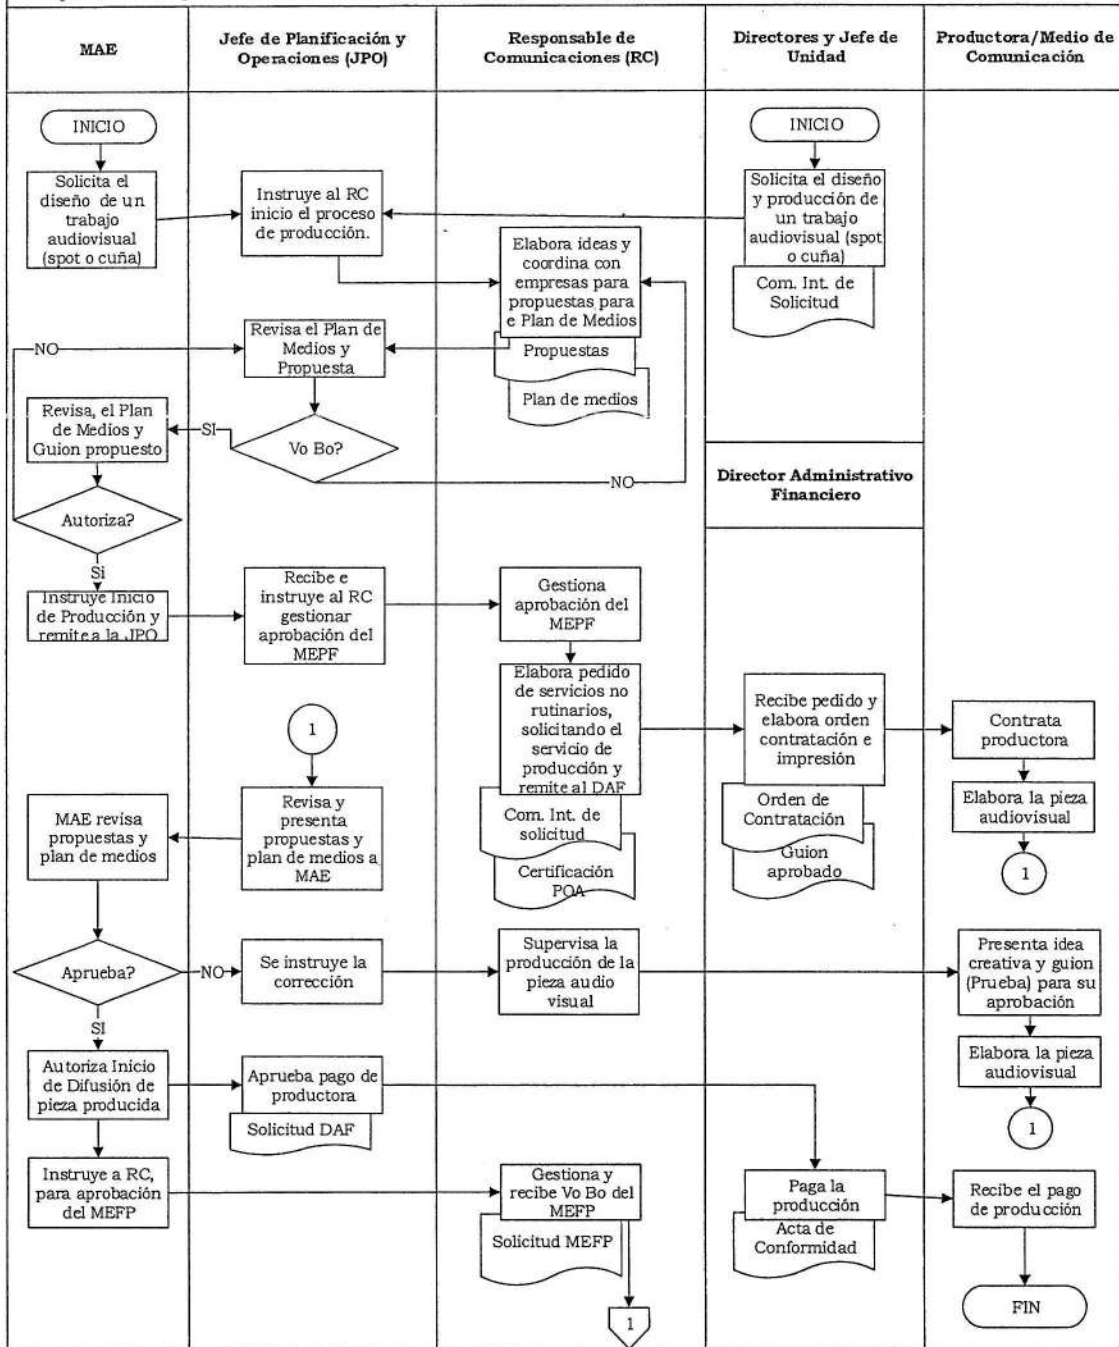 MAE
Jefe de Planificación y
Operaciones (JPO)
Responsable de
Comunicaciones (RC)
Directores y Jefe de
Unidad
Productora/Medio de
Comunicación
INICIO
INICIO
Solicita el
diseño de un
trabajo
audiovisual
(spot o cuña)
Instruye al RC
inicio el proceso
de producción.
Solicita el diseño
y producción de
un trabajo
audiovisual (spot
o cuña)
Com. Int. de
Solicitud
Elabora ideas y
coordina con
empresas para
propuestas para
e Plan de Medios
Propuestas
Plan de medios
NO
Revisa el Plan de
Medios y
Propuesta
Revisa, el Plan
de Medios y
Guion propuesto
SI
Vo Bo?
NO
Director Administrativo
Financiero
Autoriza?
Si
Instruye Inicio
de Producción y
remite a la JPO
Recibe e
instruye al RC
gestionar
aprobación del
MEPF
Gestiona
aprobación del
MEPF
Elabora pedido
de servicios no
rutinarios,
solicitando el
servicio de
producción y
remite al DAF
Com. Int. de
solicitud
Certificación
POA
Recibe pedido y
elabora orden
contratación e
impresión
Orden de
Contratación
Guion
aprobado
Contrata
productora
Elabora la pieza
audiovisual
1
1
Revisa y
presenta
propuestas y
plan de medios a
MAE
MAE revisa
propuestas y
plan de medios
Aprueba?
NO
Se instruye la
corrección
Supervisa la
producción de la
pieza audio
visual
Presenta idea
creativa y guion
(Prueba) para su
aprobación
SI
Elabora la pieza
audiovisual
1
Autoriza Inicio
de Difusión de
pieza producida
Aprueba pago de
productora
Solicitud DAF
Instruye a RC,
para aprobación
del MEFP
Gestiona y
recibe Vo Bo del
MEFP
Solicitud MEFP
1
Paga la
producción
Acta de
Conformidad
Recibe el pago
de producción
FIN